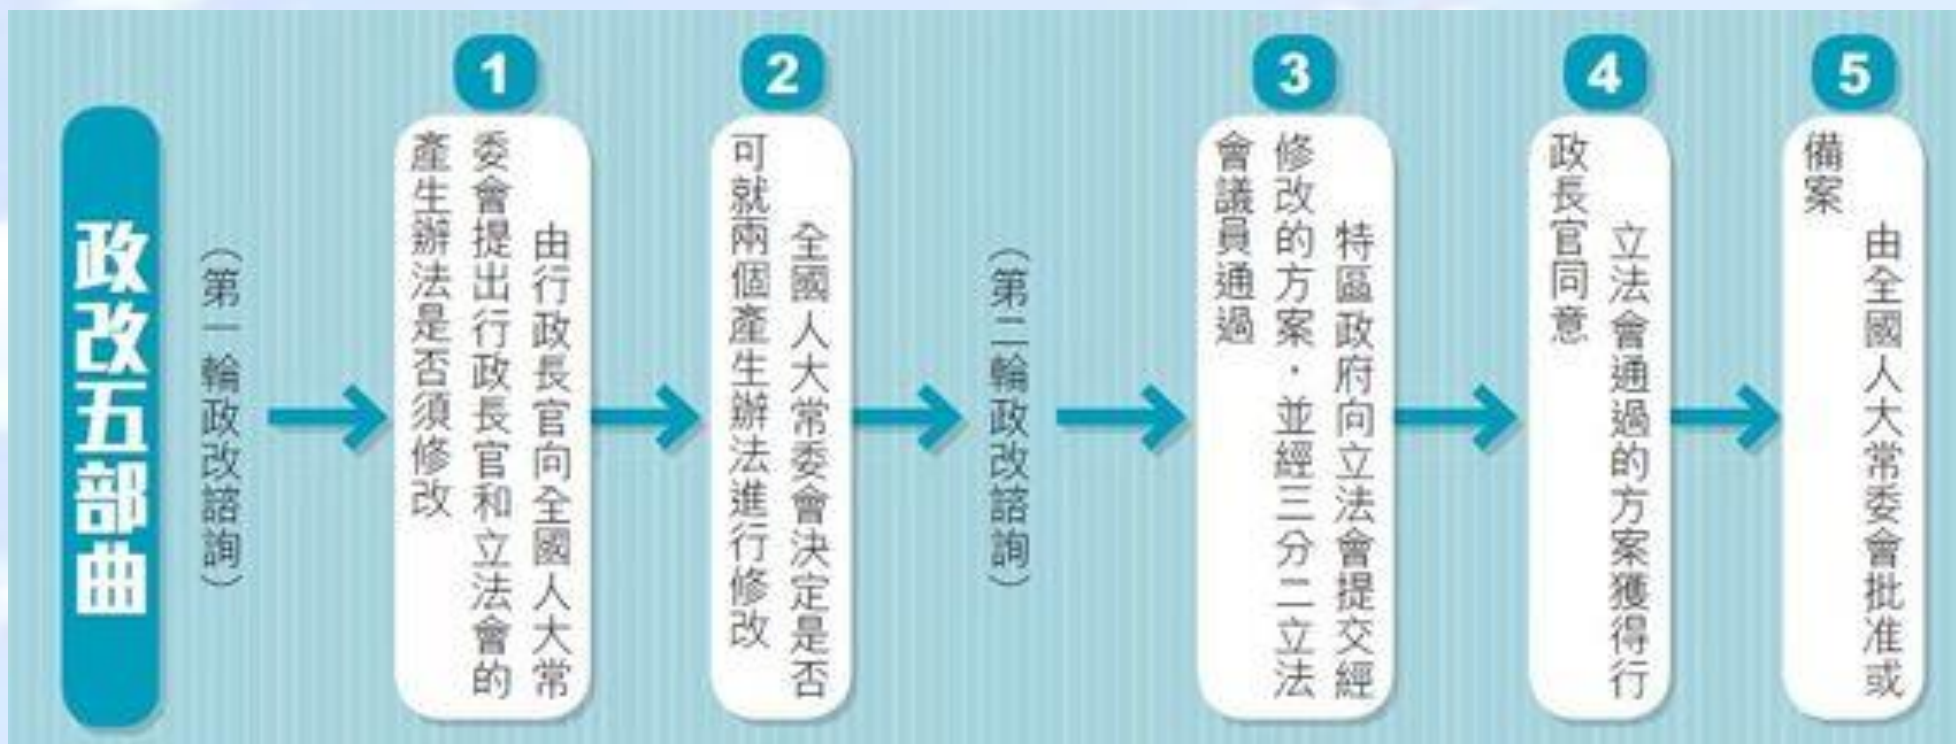 政改五部曲
（第一輪政改諮詢）
1
由行政長官向全國人大常
委會提出行政長官和立法會的
產生辦法是否須修改
2
全國人大常委會決定是否
可就兩個產生辦法進行修改
（第二輪政改諮詢）
3
特區政府向立法會提交經
修改的方案，並經三分二立法
會議員通過
4
立法會通過的方案獲得行
政長官同意
5
由全國人大常委會批准或
備案